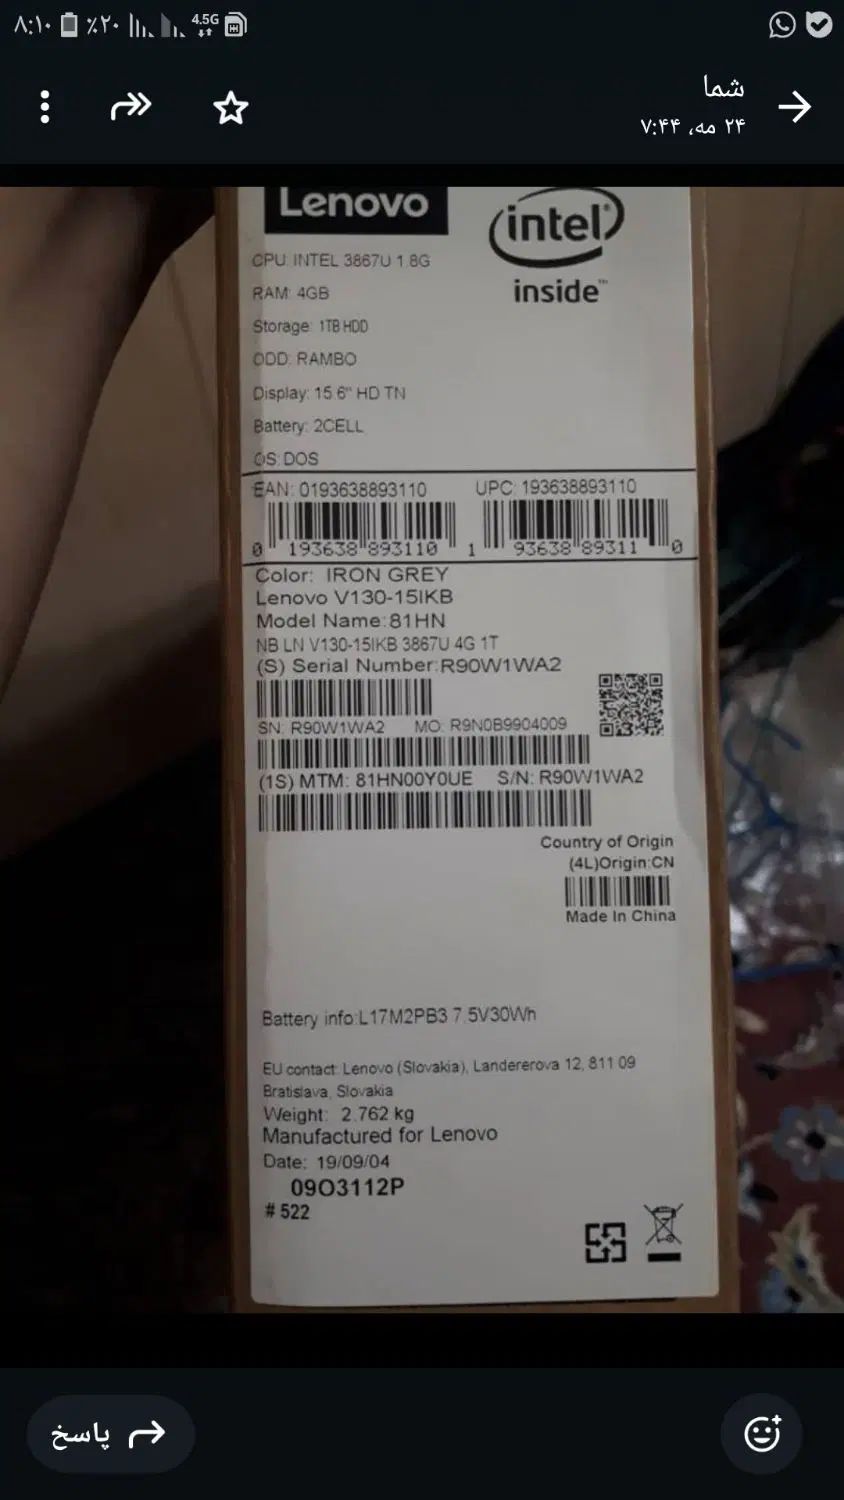 ۸:۱۰ ٪۲۰ 4.5G
شما
۲۴ مه، ۷:۴۴
Lenovo
intel®
inside™
CPU: INTEL 3867U 1.8G
RAM: 4GB
Storage: 1TB HDD
ODD: RAMBO
Display: 15.6" HD TN
Battery: 2CELL
OS: DOS
EAN: 0193638893110 UPC: 193638893110
0 193638 893110 1 93638 89311 0
Color: IRON GREY
Lenovo V130-15IKB
Model Name:81HN
NB LN V130-15IKB 3867U 4G 1T
(S) Serial Number:R90W1WA2
SN: R90W1WA2 MO: R9N0B9904009
(1S) MTM: 81HN00Y0UE S/N: R90W1WA2
Country of Origin
(4L)Origin:CN
Made In China
Battery info:L17M2PB3 7.5V30Wh
EU contact: Lenovo (Slovakia), Landererova 12, 811 09
Bratislava, Slovakia
Weight: 2.762 kg
Manufactured for Lenovo
Date: 19/09/04
09O3112P
# 522
پاسخ